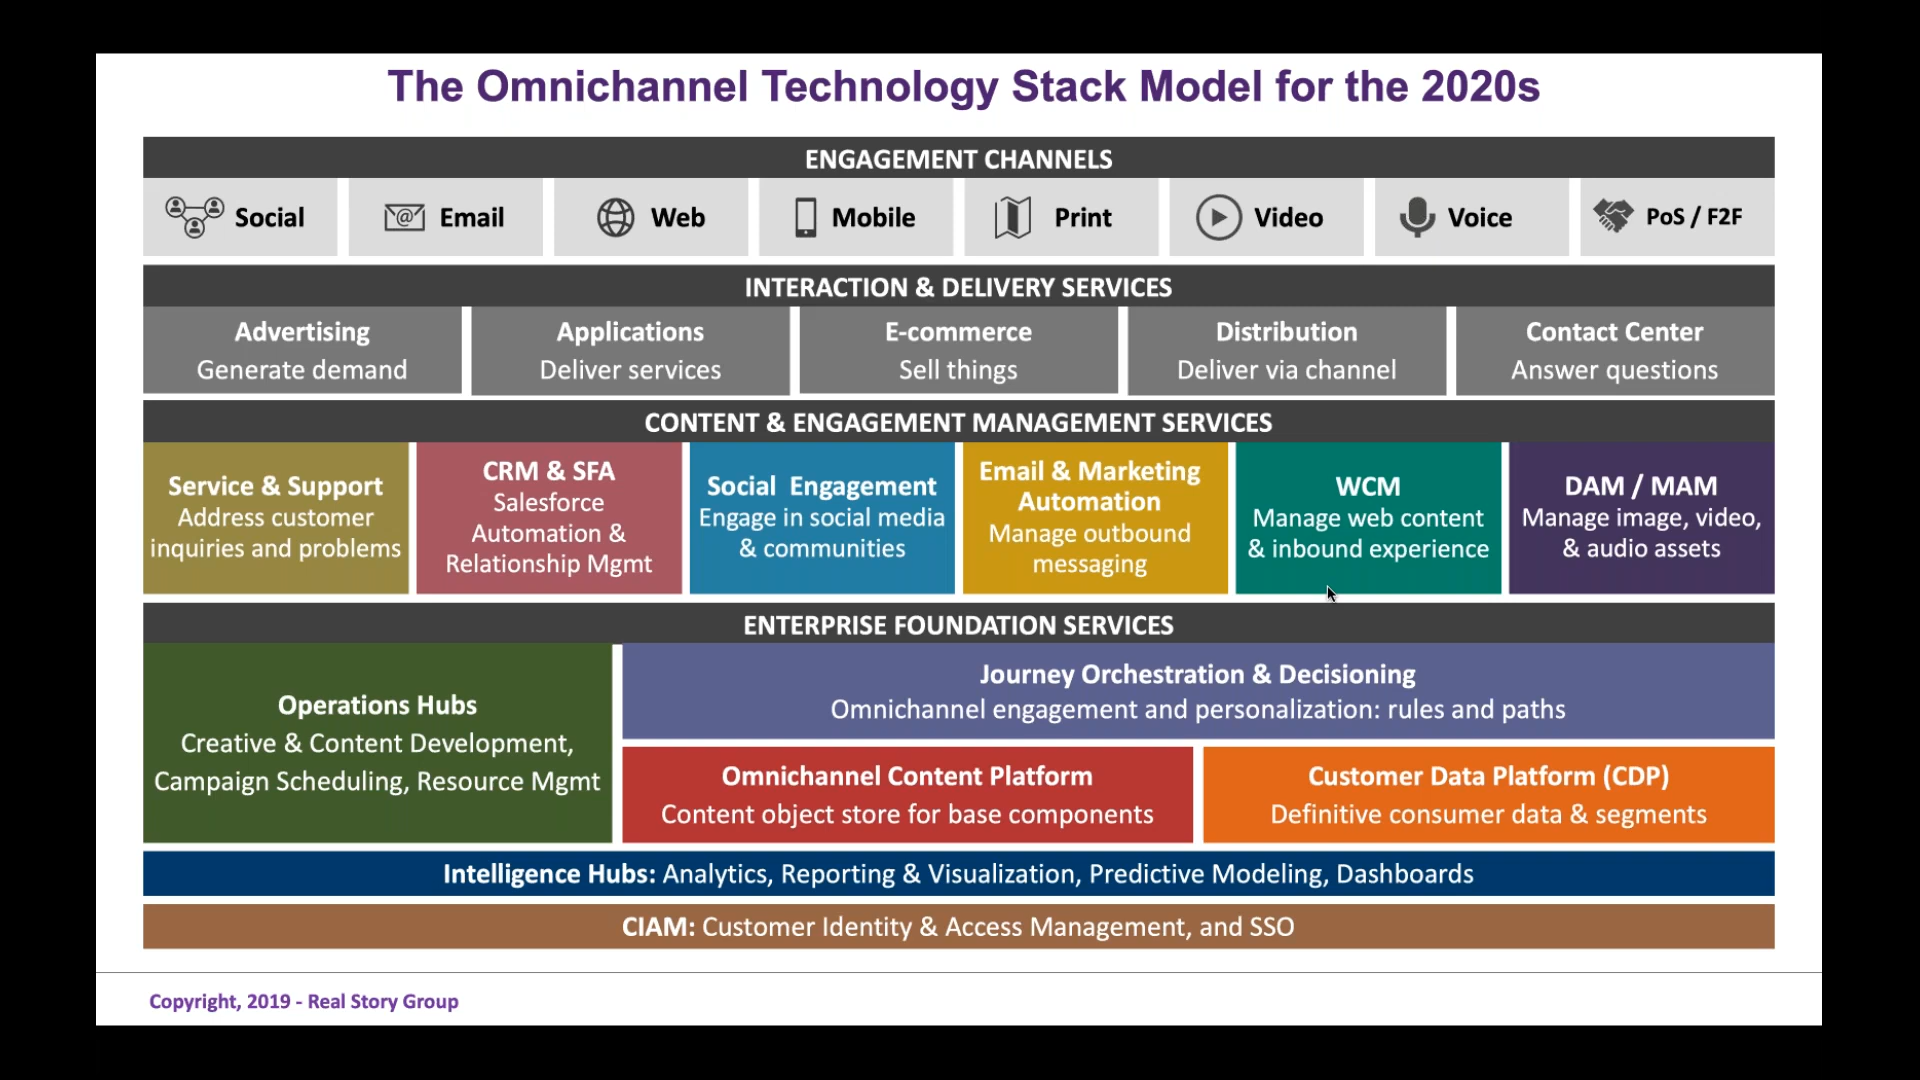 The Omnichannel Technology Stack Model for the 2020s
ENGAGEMENT CHANNELS
Social
Email
Web
Mobile
Print
Video
Voice
PoS / F2F
INTERACTION & DELIVERY SERVICES
Advertising
Generate demand
Applications
Deliver services
E-commerce
Sell things
Distribution
Deliver via channel
Contact Center
Answer questions
CONTENT & ENGAGEMENT MANAGEMENT SERVICES
Service & Support
Address customer
inquiries and problems
CRM & SFA
Salesforce
Automation &
Relationship Mgmt
Social Engagement
Engage in social media
& communities
Email & Marketing
Automation
Manage outbound
messaging
WCM
Manage web content
& inbound experience
DAM / MAM
Manage image, video,
& audio assets
ENTERPRISE FOUNDATION SERVICES
Operations Hubs
Creative & Content Development,
Campaign Scheduling, Resource Mgmt
Journey Orchestration & Decisioning
Omnichannel engagement and personalization: rules and paths
Omnichannel Content Platform
Content object store for base components
Customer Data Platform (CDP)
Definitive consumer data & segments
Intelligence Hubs: Analytics, Reporting & Visualization, Predictive Modeling, Dashboards
CIAM: Customer Identity & Access Management, and SSO
Copyright, 2019 - Real Story Group